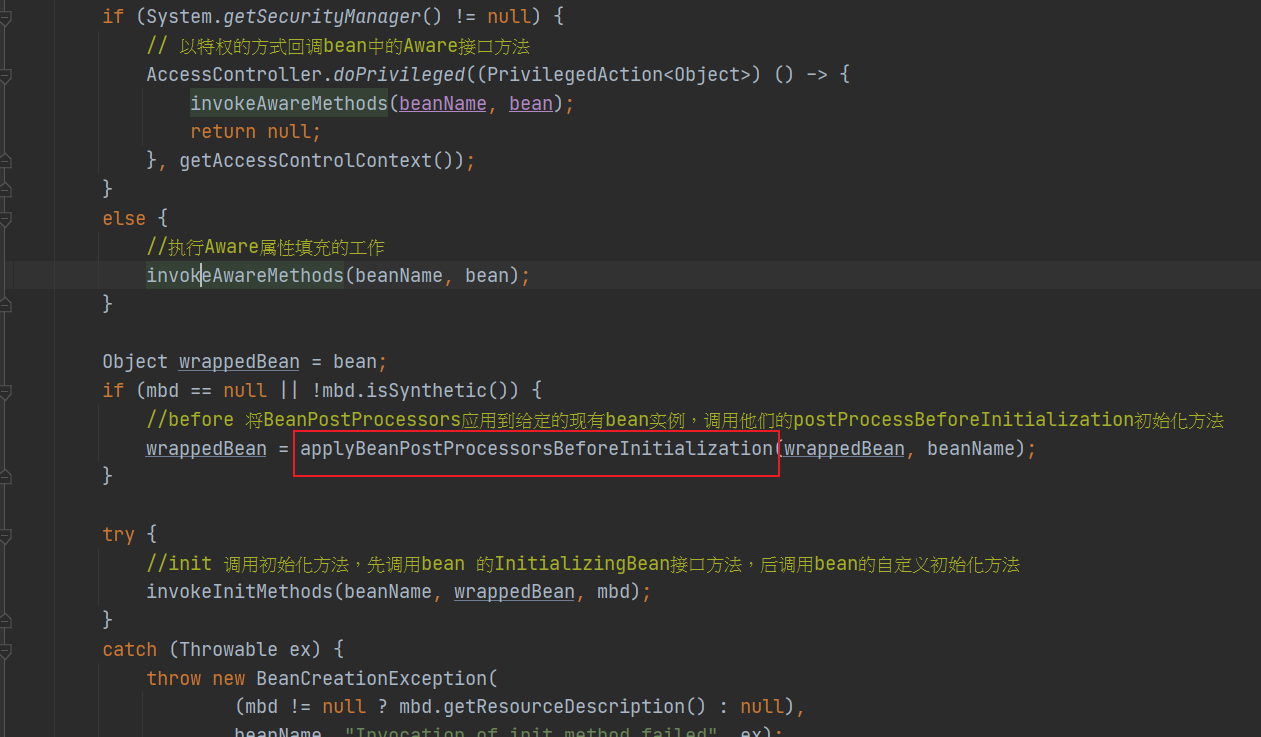 if (System.getSecurityManager() != null) {
// 以特权的方式回调bean中的Aware接口方法
AccessController.doPrivileged((PrivilegedAction<Object>) () -> {
invokeAwareMethods(beanName, bean);
return null;
}, getAccessControlContext());
}
else {
//执行Aware属性填充的工作
invokeAwareMethods(beanName, bean);
}
Object wrappedBean = bean;
if (mbd == null || !mbd.isSynthetic()) {
//before 将BeanPostProcessors应用到给定的现有bean实例，调用他们的postProcessBeforeInitialization初始化方法
wrappedBean = applyBeanPostProcessorsBeforeInitialization(wrappedBean, beanName);
}
try {
//init 调用初始化方法，先调用bean 的InitializingBean接口方法，后调用bean的自定义初始化方法
invokeInitMethods(beanName, wrappedBean, mbd);
}
catch (Throwable ex) {
throw new BeanCreationException(
(mbd != null ? mbd.getResourceDescription() : null),
beanName, "Invocation of init method failed", ex);